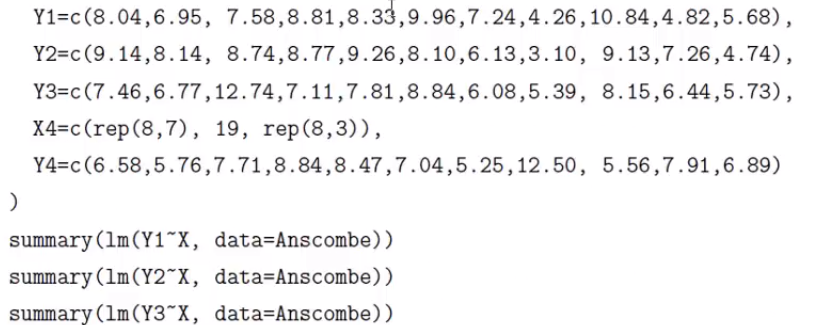 Y1=c(8.04,6.95, 7.58,8.81,8.33,9.96,7.24,4.26,10.84,4.82,5.68),
Y2=c(9.14,8.14, 8.74,8.77,9.26,8.10,6.13,3.10, 9.13,7.26,4.74),
Y3=c(7.46,6.77,12.74,7.11,7.81,8.84,6.08,5.39, 8.15,6.44,5.73),
X4=c(rep(8,7), 19, rep(8,3)),
Y4=c(6.58,5.76,7.71,8.84,8.47,7.04,5.25,12.50, 5.56,7.91,6.89)
)
summary(lm(Y1~X, data=Anscombe))
summary(lm(Y2~X, data=Anscombe))
summary(lm(Y3~X, data=Anscombe))